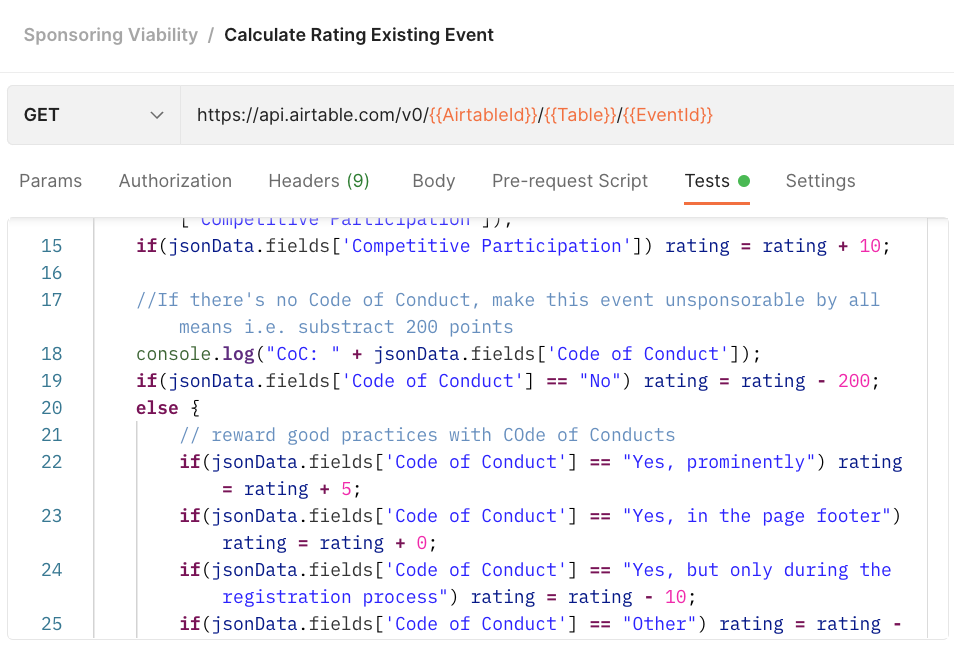 Sponsoring Viability / Calculate Rating Existing Event
GET https://api.airtable.com/v0/{{AirtableId}}/{{Table}}/{{EventId}}
Params Authorization Headers (9) Body Pre-request Script Tests Settings
['Competitive Participation']);
15 if(jsonData.fields['Competitive Participation']) rating = rating + 10;
16
17 //If there's no Code of Conduct, make this event unsponsorable by all
means i.e. substract 200 points
18 console.log("CoC: " + jsonData.fields['Code of Conduct']);
19 if(jsonData.fields['Code of Conduct'] == "No") rating = rating - 200;
20 else {
21 // reward good practices with COde of Conducts
22 if(jsonData.fields['Code of Conduct'] == "Yes, prominently") rating
= rating + 5;
23 if(jsonData.fields['Code of Conduct'] == "Yes, in the page footer")
rating = rating + 0;
24 if(jsonData.fields['Code of Conduct'] == "Yes, but only during the
registration process") rating = rating - 10;
25 if(jsonData.fields['Code of Conduct'] == "Other") rating = rating -